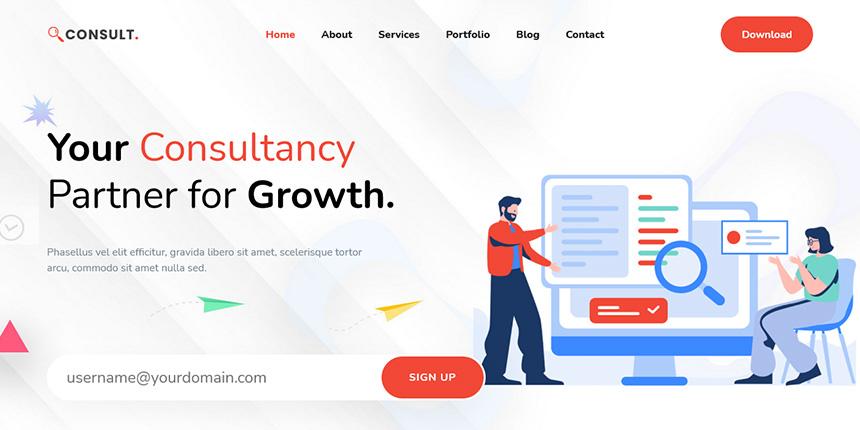 CONSULT.
Home About Services Portfolio Blog Contact Download
Your Consultancy
Partner for Growth.
Phasellus vel elit efficitur, gravida libero sit amet, scelerisque tortor
arcu, commodo sit amet nulla sed.
username@yourdomain.com SIGN UP